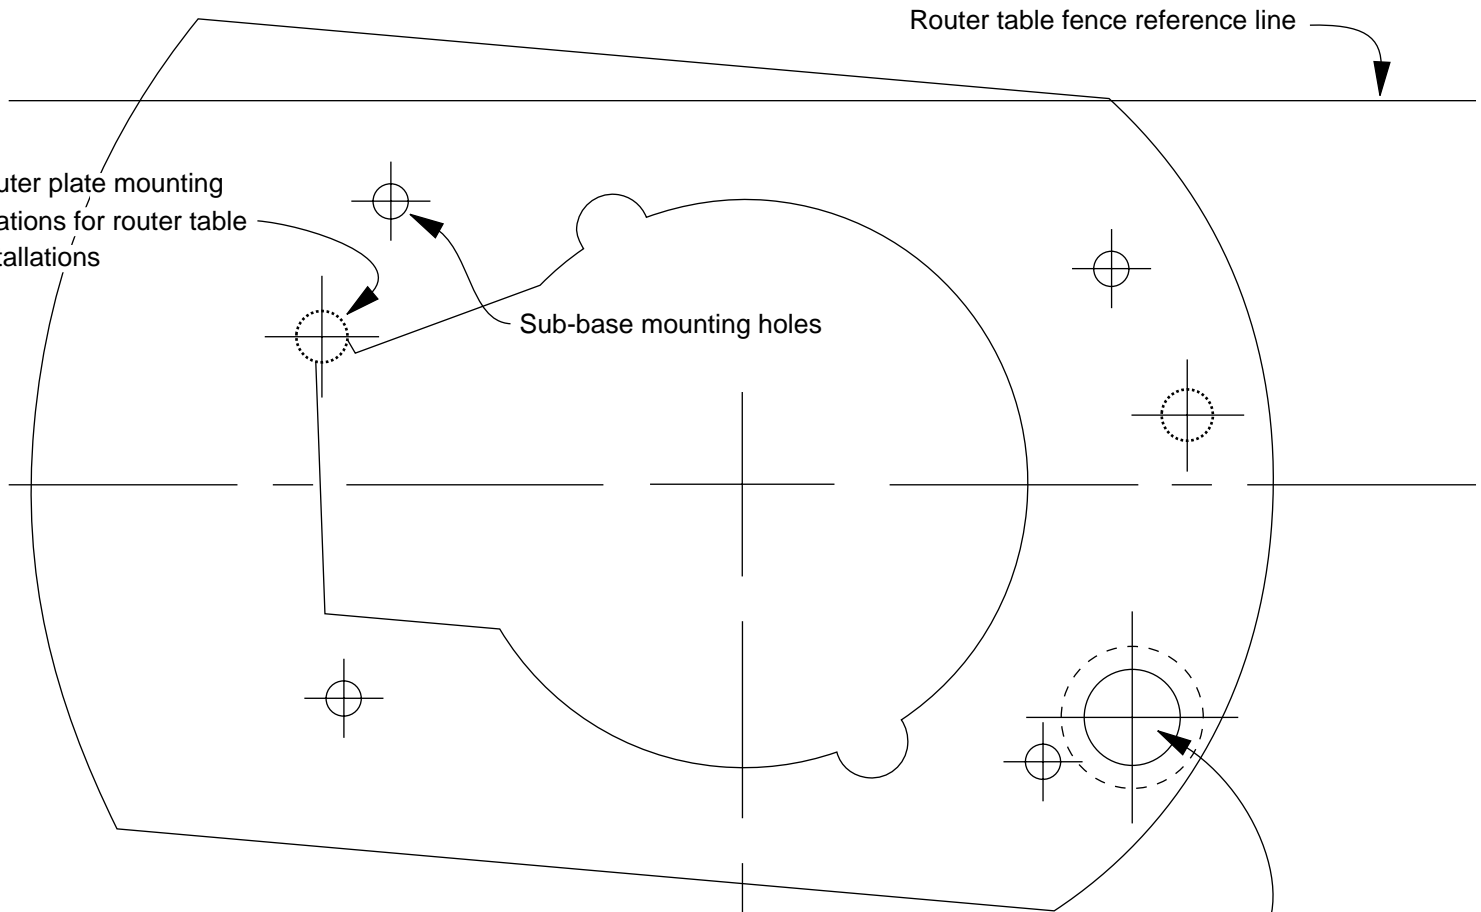 Router table fence reference line
uter plate mounting
ations for router table
tallations
Sub-base mounting holes